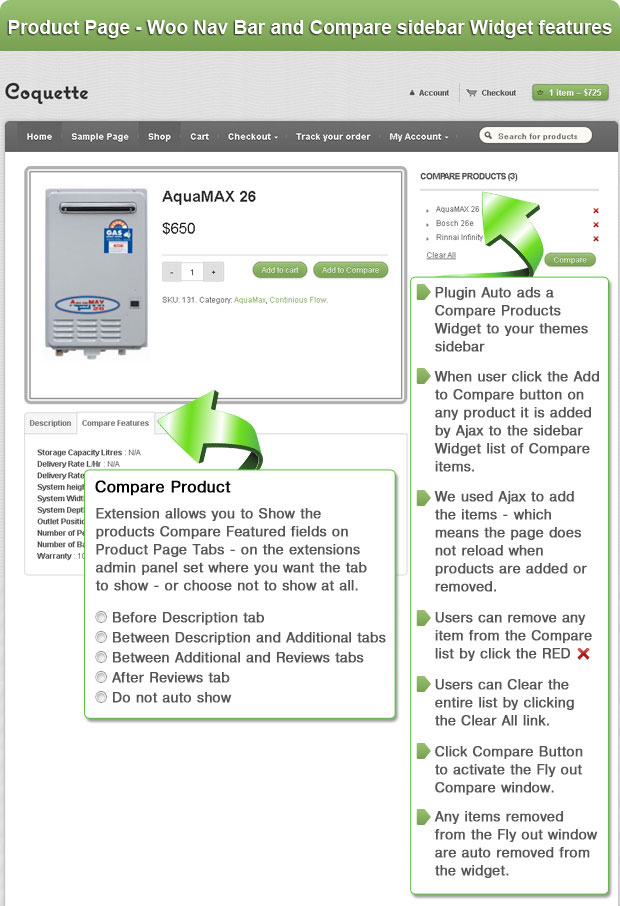 Product Page - Woo Nav Bar and Compare sidebar Widget features
Coquette
Account
Checkout
1 item – $725
Home
Sample Page
Shop
Cart
Checkout
Track your order
My Account
Search for products
AquaMAX 26
$650
- 1 +
Add to cart
Add to Compare
SKU: 131. Category: AquaMax, Continious Flow.
GAS
AquaMAX
26
COMPARE PRODUCTS (3)
AquaMAX 26
Bosch 26e
Rinnai Infinity
Clear All
Compare
Plugin Auto ads a
Compare Products
Widget to your themes
sidebar
When user click the Add
to Compare button on
any product it is added
by Ajax to the sidebar
Widget list of Compare
items.
We used Ajax to add
the items - which
means the page does
not reload when
products are added or
removed.
Users can remove any
item from the Compare
list by click the RED
Users can Clear the
entire list by clicking
the Clear All link.
Click Compare Button
to activate the Fly out
Compare window.
Any items removed
from the Fly out window
are auto removed from
the widget.
Description
Compare Features
Storage Capacity Litres : N/A
Delivery Rate L/Hr : N/A
Delivery Rate
System heig
System Widt
System Dept
Outlet Positio
Number of Pe
Number of Ba
Warranty : 10
Compare Product
Extension allows you to Show the
products Compare Featured fields on
Product Page Tabs - on the extensions
admin panel set where you want the tab
to show - or choose not to show at all.
Before Description tab
Between Description and Additional tabs
Between Additional and Reviews tabs
After Reviews tab
Do not auto show